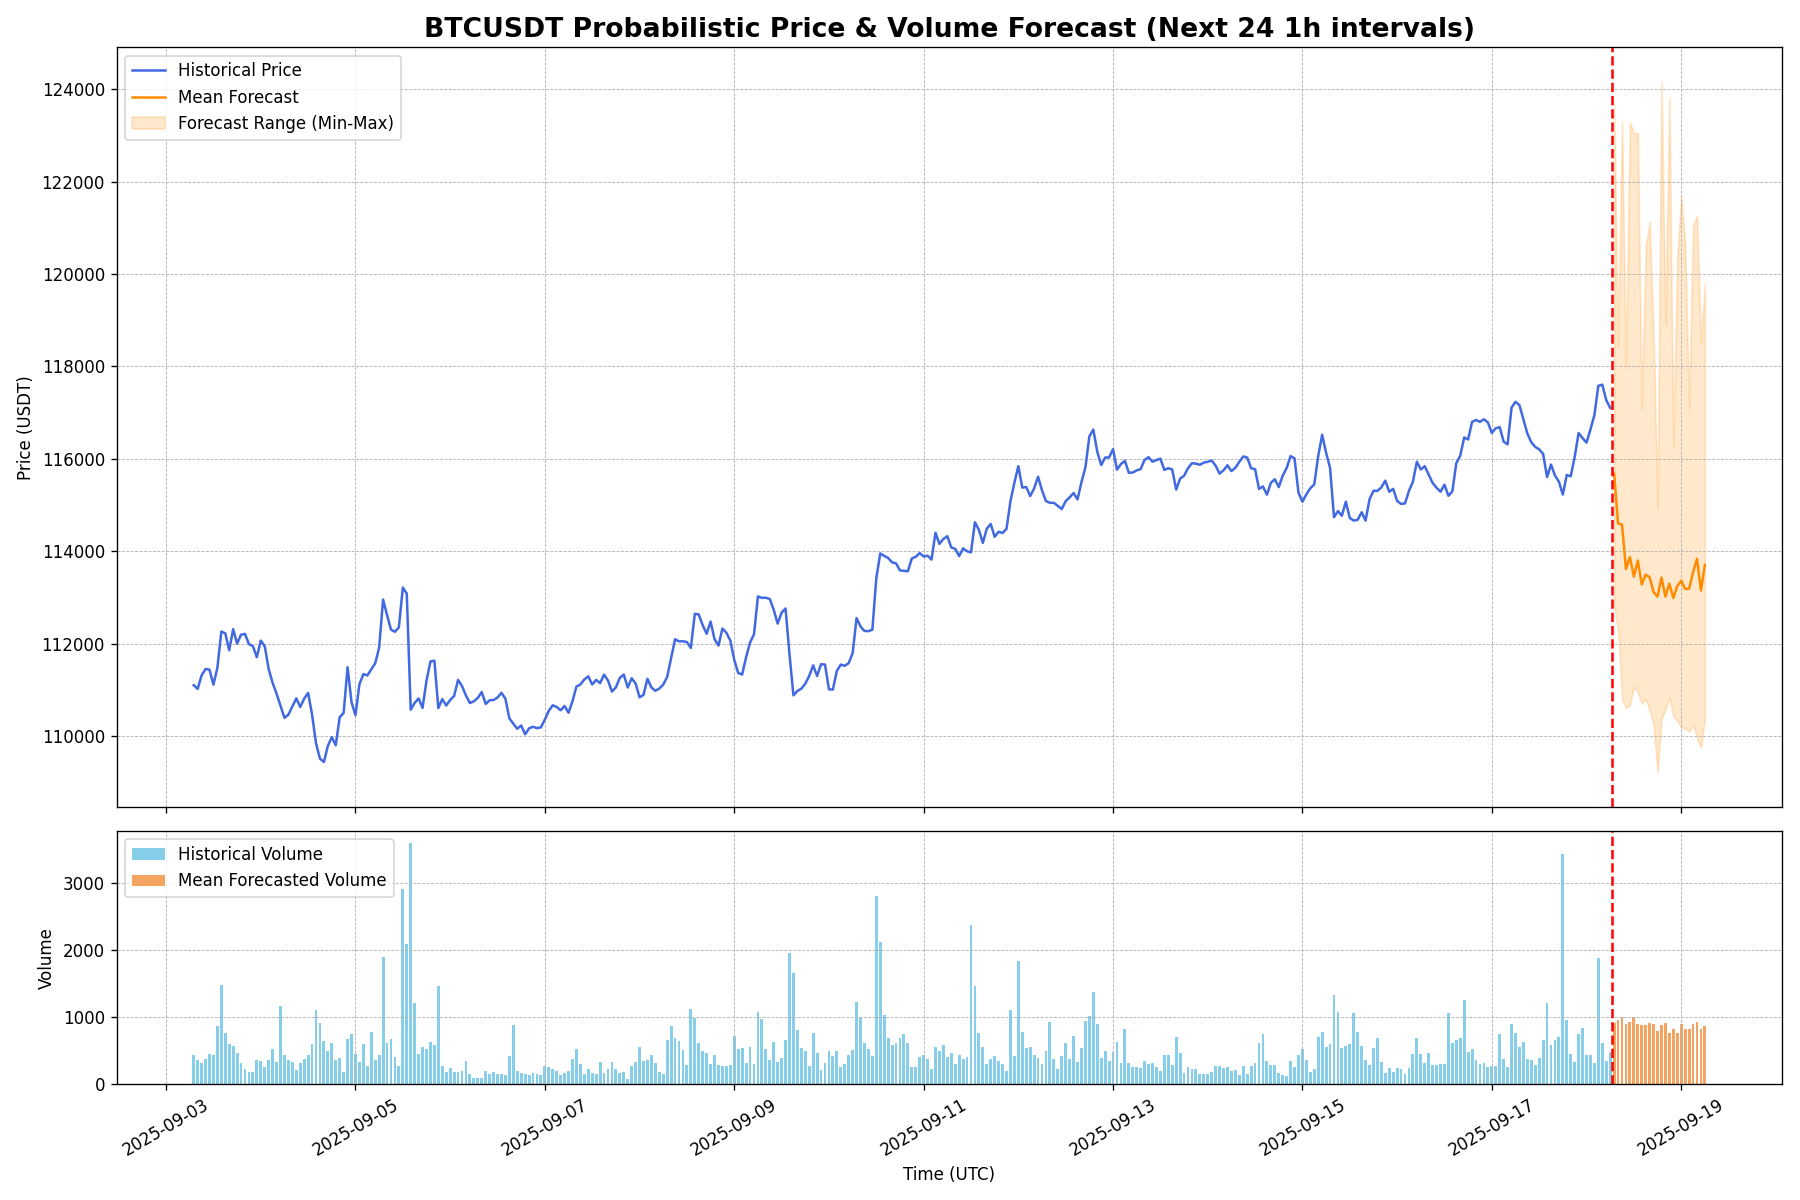 BTCUSDT Probabilistic Price & Volume Forecast (Next 24 1h intervals)
Historical Price
Mean Forecast
Forecast Range (Min-Max)
124000
122000
120000
118000
116000
114000
112000
110000
Price (USDT)
Historical Volume
Mean Forecasted Volume
3000
2000
1000
0
Volume
2025-09-03
2025-09-05
2025-09-07
2025-09-09
2025-09-11
2025-09-13
2025-09-15
2025-09-17
2025-09-19
Time (UTC)